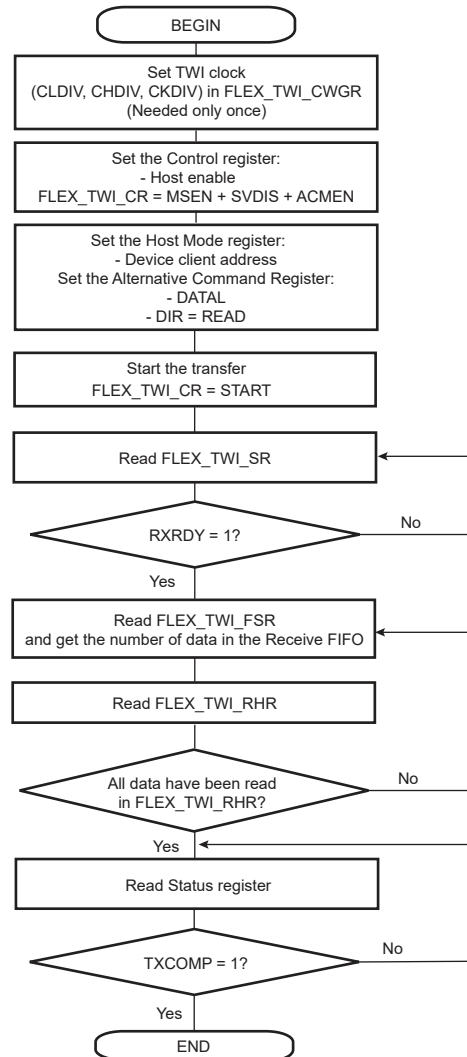 BEGIN
Set TWI clock
(CLDIV, CHDIV, CKDIV) in FLEX_TWI_CWGR
(Needed only once)
Set the Control register:
- Host enable
FLEX_TWI_CR = MSEN + SVDIS + ACMEN
Set the Host Mode register:
- Device client address
Set the Alternative Command Register:
- DATAL
- DIR = READ
Start the transfer
FLEX_TWI_CR = START
Read FLEX_TWI_SR
RXRDY = 1?
No
Yes
Read FLEX_TWI_FSR
and get the number of data in the Receive FIFO
Read FLEX_TWI_RHR
All data have been read
in FLEX_TWI_RHR?
No
Yes
Read Status register
TXCOMP = 1?
No
Yes
END